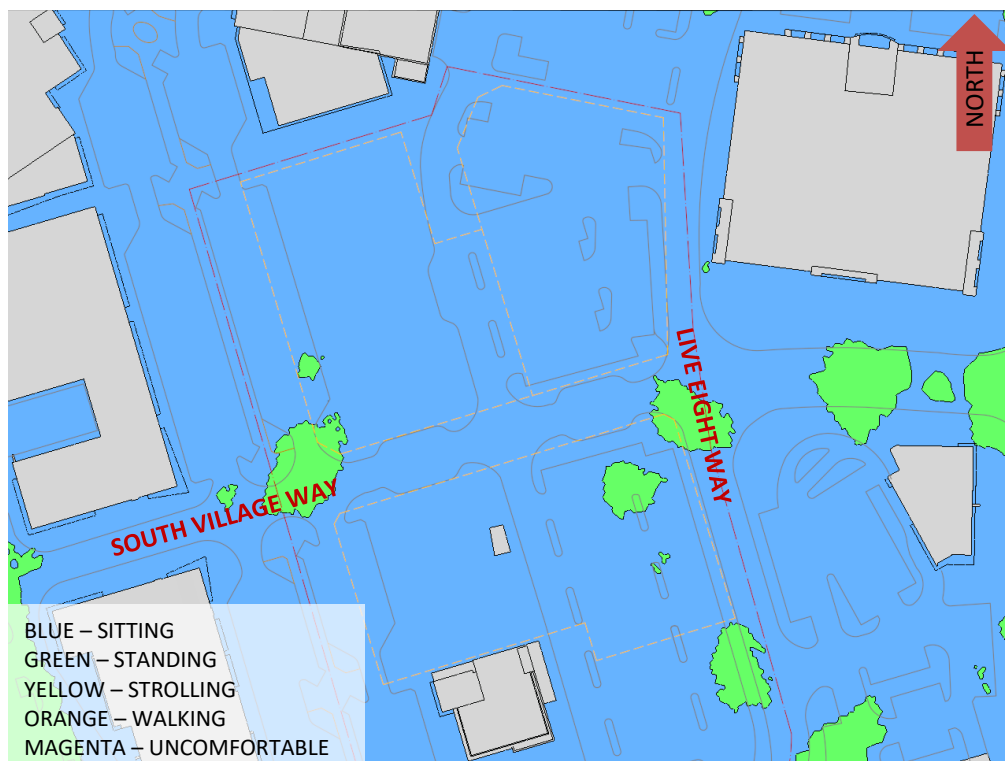 NORTH
LIVE EIGHT WAY
SOUTH VILLAGE WAY
BLUE – SITTING
GREEN – STANDING
YELLOW – STROLLING
ORANGE – WALKING
MAGENTA – UNCOMFORTABLE